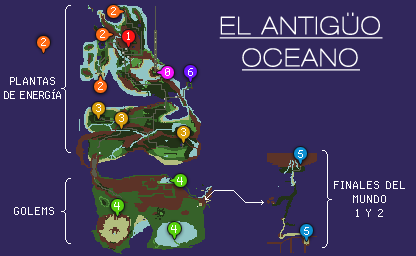 EL ANTIGÜO
OCEANO
PLANTAS
DE ENERGÍA
GOLEMS
FINALES DEL
MUNDO
1 Y 2
2
2
2
1
0
6
2
3
3
3
4
4
4
5
5